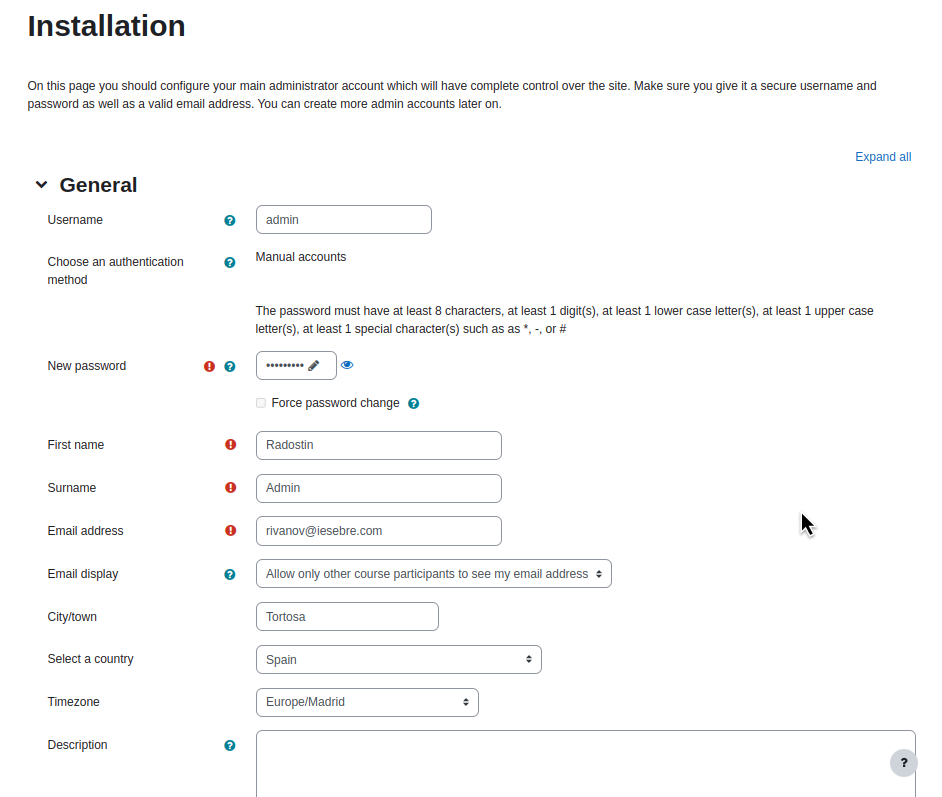 Installation
On this page you should configure your main administrator account which will have complete control over the site. Make sure you give it a secure username and
password as well as a valid email address. You can create more admin accounts later on.
Expand all
General
Username
admin
Choose an authentication
method
Manual accounts
The password must have at least 8 characters, at least 1 digit(s), at least 1 lower case letter(s), at least 1 upper case
letter(s), at least 1 special character(s) such as as *, -, or #
New password
•••••••••
Force password change
First name
Radostin
Surname
Admin
Email address
rivanov@iesebre.com
Email display
Allow only other course participants to see my email address
City/town
Tortosa
Select a country
Spain
Timezone
Europe/Madrid
Description
?